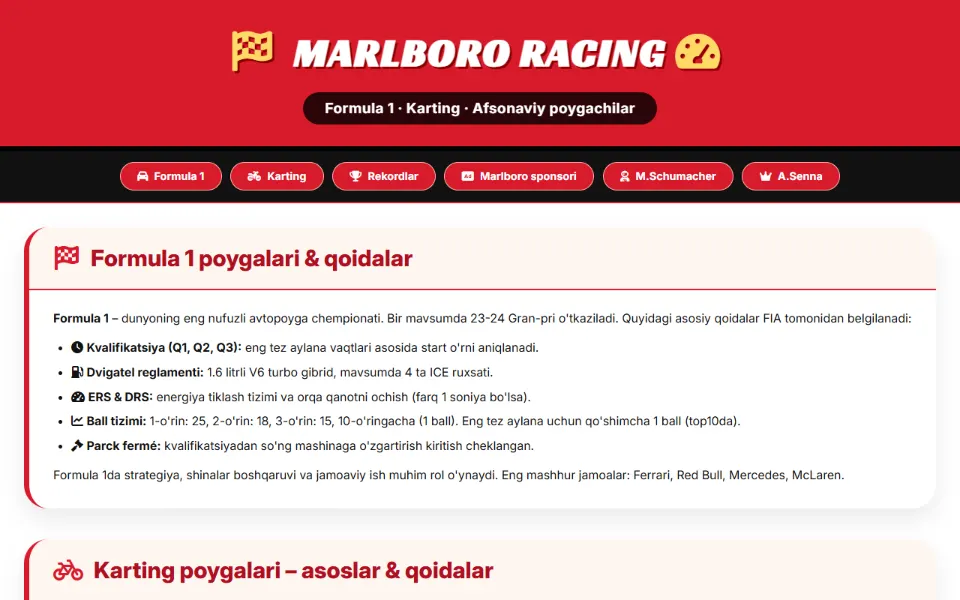 MARLBORO RACING
Formula 1 · Karting · Afsonaviy poygachilar
Formula 1
Karting
Rekordlar
Marlboro sponsori
M.Schumacher
A.Senna
Formula 1 poygalari & qoidalar
Formula 1 – dunyoning eng nufuzli avtopoyga chempionati. Bir mavsumda 23-24 Gran-pri o'tkaziladi. Quyidagi asosiy qoidalar FIA tomonidan belgilanadi:
• Kvalifikatsiya (Q1, Q2, Q3): eng tez aylana vaqtlari asosida start o'rni aniqlanadi.
• Dvigatel reglamenti: 1.6 litrli V6 turbo gibrid, mavsumda 4 ta ICE ruxsati.
• ERS & DRS: energiya tiklash tizimi va orqa qanotni ochish (farq 1 soniya bo'lsa).
• Ball tizimi: 1-o'rin: 25, 2-o'rin: 18, 3-o'rin: 15, 10-o'ringacha (1 ball). Eng tez aylana uchun qo'shimcha 1 ball (top10da).
• Parck fermé: kvalifikatsiyadan so'ng mashinaga o'zgartirish kiritish cheklangan.
Formula 1da strategiya, shinalar boshqaruvi va jamoaviy ish muhim rol o'ynaydi. Eng mashhur jamoalar: Ferrari, Red Bull, Mercedes, McLaren.
Karting poygalari – asoslar & qoidalar